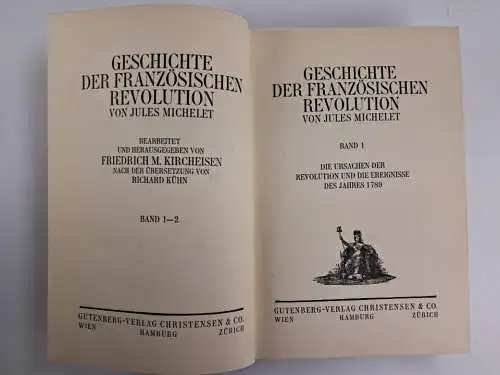 GESCHICHTE
DER FRANZÖSISCHEN
REVOLUTION
VON JULES MICHELET
BEARBEITET
UND HERAUSGEGEBEN VON
FRIEDRICH M. KIRCHEISEN
NACH DER ÜBERSETZUNG VON
RICHARD KÜHN
BAND 1—2
GUTENBERG-VERLAG CHRISTENSEN & CO.
WIEN HAMBURG ZÜRICH
GESCHICHTE
DER FRANZÖSISCHEN
REVOLUTION
VON JULES MICHELET
BAND 1
DIE URSACHEN DER
REVOLUTION UND DIE EREIGNISSE
DES JAHRES 1789
GUTENBERG-VERLAG CHRISTENSEN & CO.
WIEN HAMBURG ZÜRICH